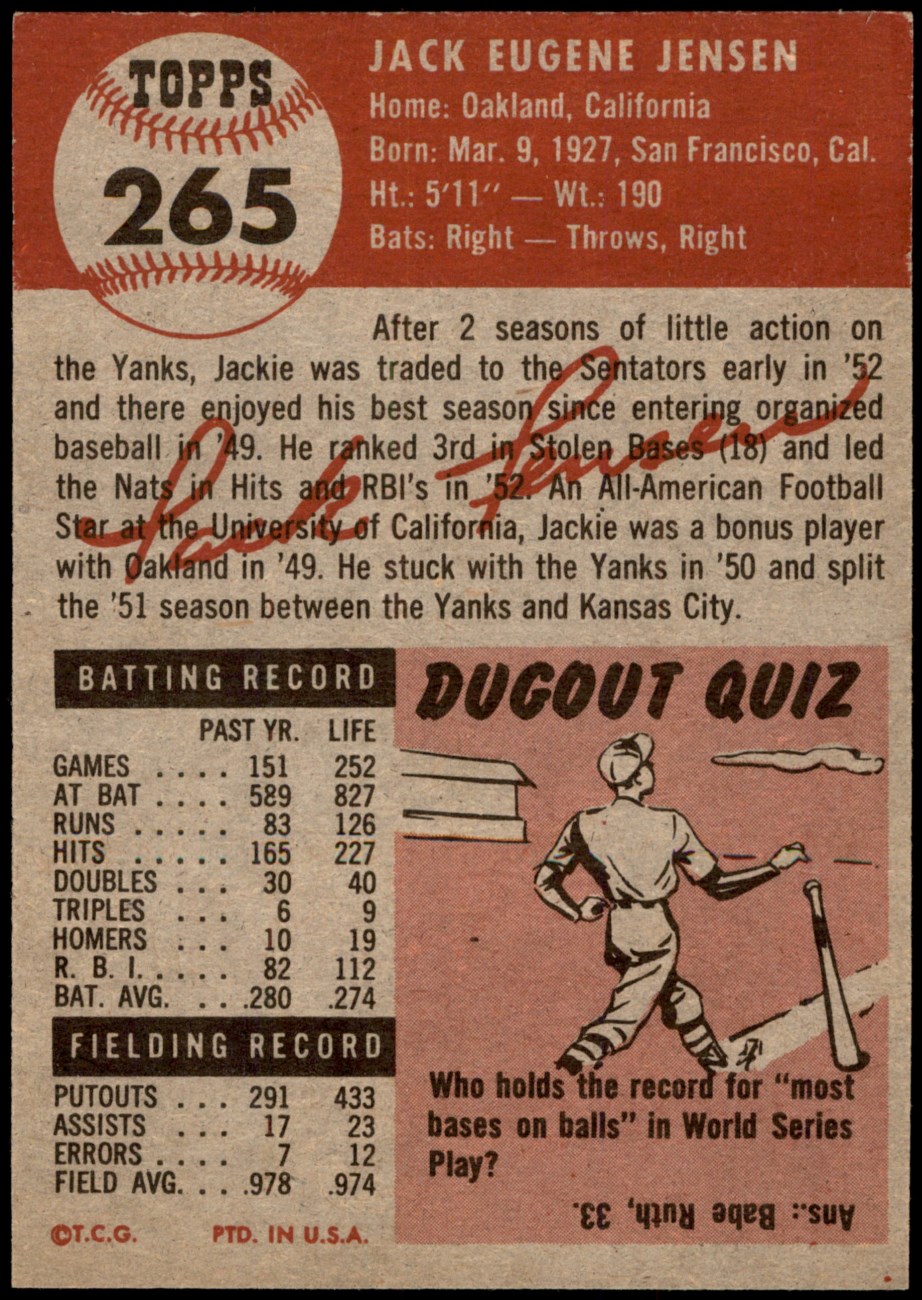 TOPPS
265
JACK EUGENE JENSEN
Home: Oakland, California
Born: Mar. 9, 1927, San Francisco, Cal.
Ht.: 5'11" — Wt.: 190
Bats: Right — Throws, Right
After 2 seasons of little action on
the Yanks, Jackie was traded to the Sentators early in '52
and there enjoyed his best season since entering organized
baseball in '49. He ranked 3rd in Stolen Bases (18) and led
the Nats in Hits and RBI's in '52. An All-American Football
Star at the University of California, Jackie was a bonus player
with Oakland in '49. He stuck with the Yanks in '50 and split
the '51 season between the Yanks and Kansas City.
Jack Jensen
BATTING RECORD
PAST YR. LIFE
GAMES .... 151 252
AT BAT .... 589 827
RUNS ..... 83 126
HITS ..... 165 227
DOUBLES ... 30 40
TRIPLES ... 6 9
HOMERS ... 10 19
R. B. I. .... 82 112
BAT. AVG. ... .280 .274
FIELDING RECORD
PUTOUTS ... 291 433
ASSISTS ... 17 23
ERRORS .... 7 12
FIELD AVG. ... .978 .974
©T.C.G. PTD. IN U.S.A.
DUGOUT QUIZ
Who holds the record for "most
bases on balls" in World Series
Play?
Ans.: Babe Ruth, 33.